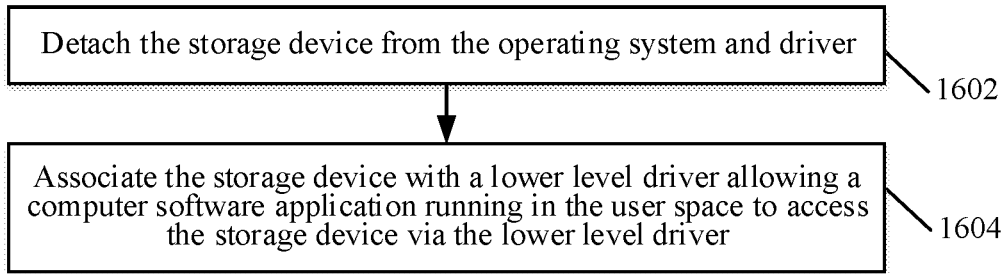 Detach the storage device from the operating system and driver
1602
Associate the storage device with a lower level driver allowing a
computer software application running in the user space to access
the storage device via the lower level driver
1604